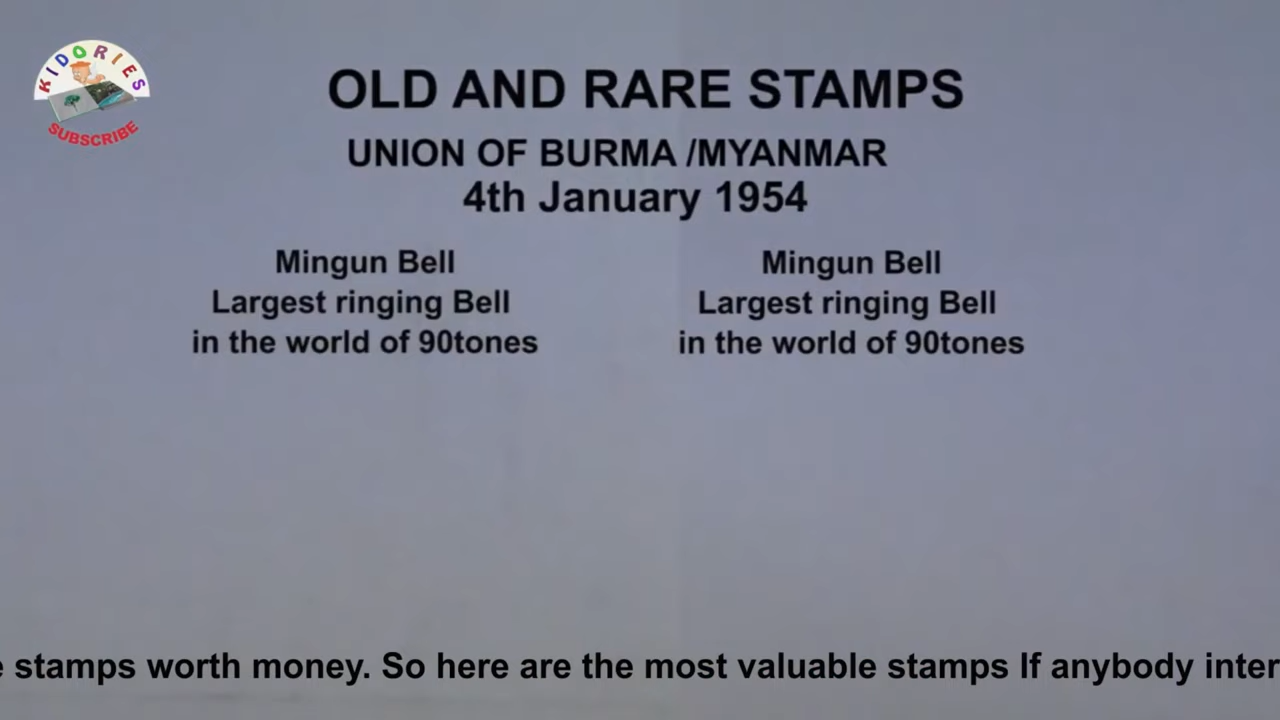 KIDORIES
SUBSCRIBE
OLD AND RARE STAMPS
UNION OF BURMA /MYANMAR
4th January 1954
Mingun Bell
Largest ringing Bell
in the world of 90tones
Mingun Bell
Largest ringing Bell
in the world of 90tones
stamps worth money. So here are the most valuable stamps If anybody